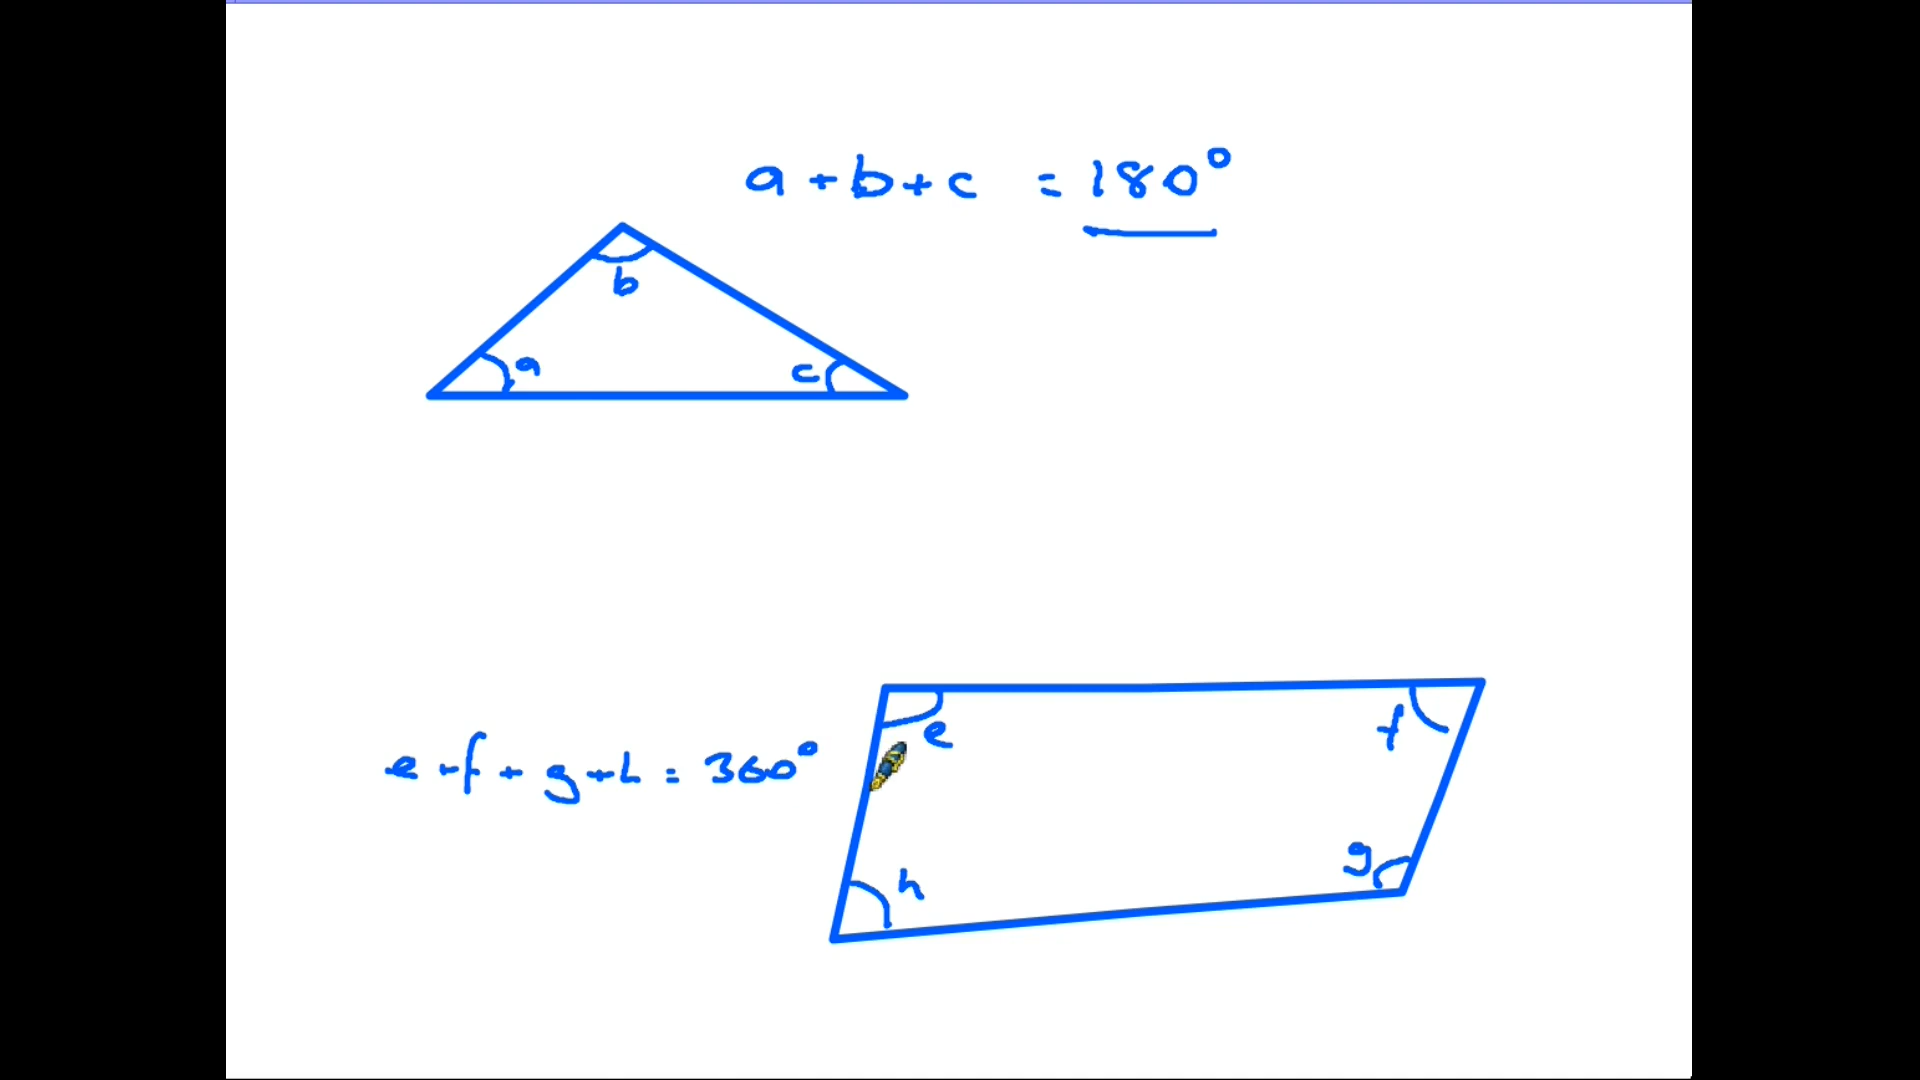 a + b + c = 180°
b
a
c
e
f
e + f + g + h = 360°
g
h